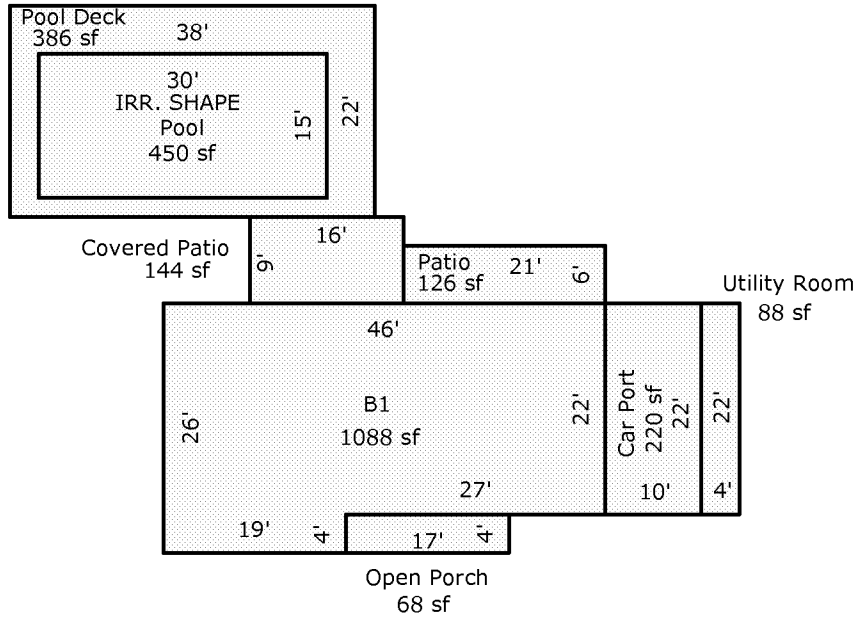 Pool Deck
386 sf
38'
30'
IRR. SHAPE
Pool
450 sf
15'
22'
Covered Patio
144 sf
16'
9'
Patio
126 sf
21'
6'
Utility Room
88 sf
46'
26'
B1
1088 sf
22'
27'
19'
4'
Car Port
220 sf
22'
10'
22'
4'
17'
4'
Open Porch
68 sf